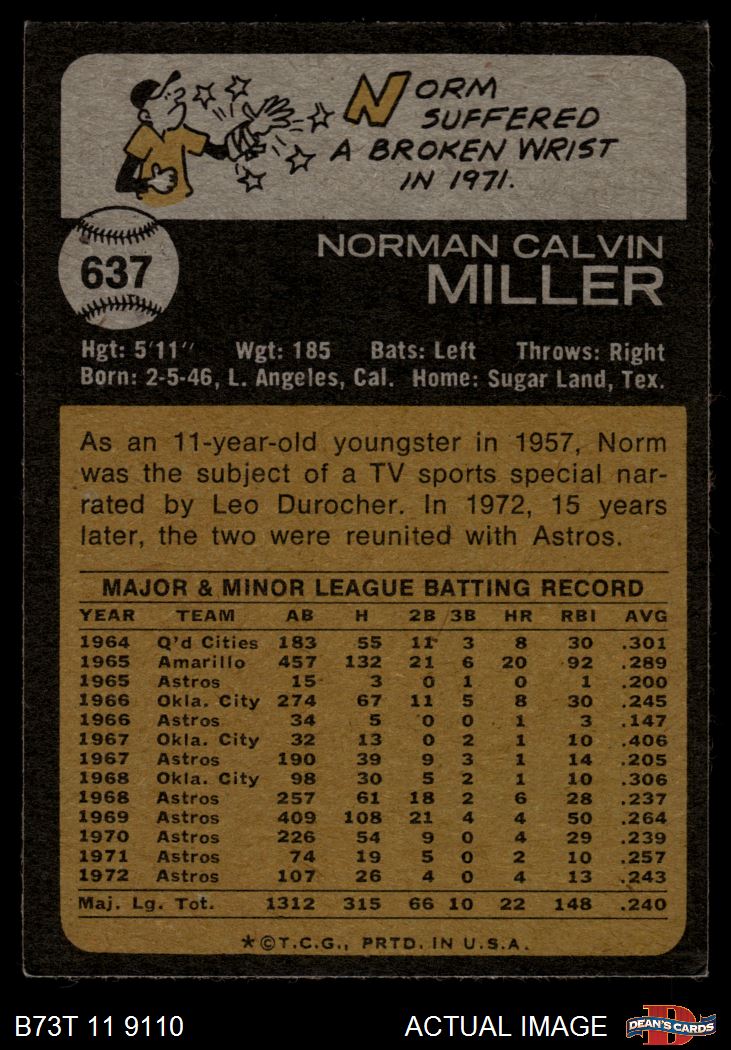 NORM
SUFFERED
A BROKEN WRIST
IN 1971.
637
NORMAN CALVIN
MILLER
Hgt: 5'11" Wgt: 185 Bats: Left Throws: Right
Born: 2-5-46, L. Angeles, Cal. Home: Sugar Land, Tex.
As an 11-year-old youngster in 1957, Norm
was the subject of a TV sports special nar-
rated by Leo Durocher. In 1972, 15 years
later, the two were reunited with Astros.
MAJOR & MINOR LEAGUE BATTING RECORD
YEAR TEAM AB H 2B 3B HR RBI AVG
1964 Q'd Cities 183 55 11 3 8 30 .301
1965 Amarillo 457 132 21 6 20 92 .289
1965 Astros 15 3 0 1 0 1 .200
1966 Okla. City 274 67 11 5 8 30 .245
1966 Astros 34 5 0 0 1 3 .147
1967 Okla. City 32 13 0 2 1 10 .406
1967 Astros 190 39 9 3 1 14 .205
1968 Okla. City 98 30 5 2 1 10 .306
1968 Astros 257 61 18 2 6 28 .237
1969 Astros 409 108 21 4 4 50 .264
1970 Astros 226 54 9 0 4 29 .239
1971 Astros 74 19 5 0 2 10 .257
1972 Astros 107 26 4 0 4 13 .243
Maj. Lg. Tot. 1312 315 66 10 22 148 .240
*©T.C.G., PRTD. IN U.S.A.
B73T 11 9110 ACTUAL IMAGE D DEAN'S CARDS